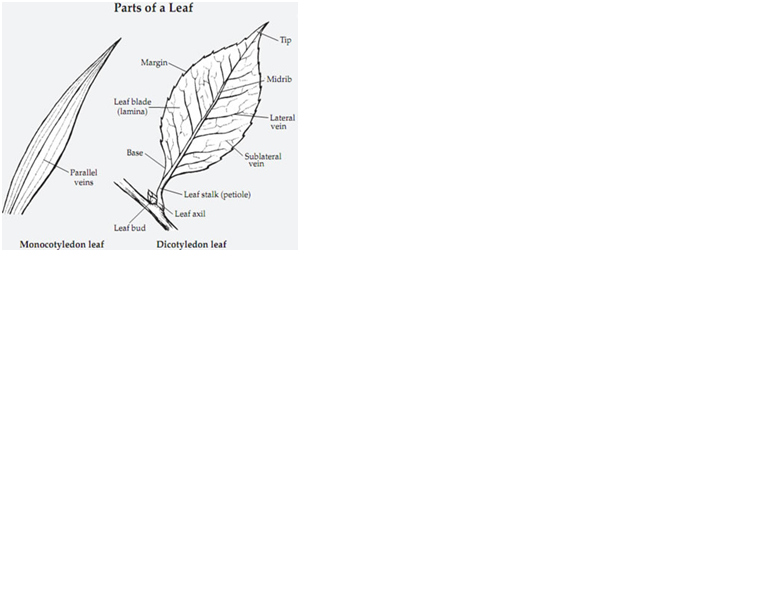 Parts of a Leaf
Tip
Margin
Midrib
Leaf blade
(lamina)
Lateral
vein
Base
Sublateral
vein
Parallel
veins
Leaf stalk (petiole)
Leaf axil
Leaf bud
Monocotyledon leaf
Dicotyledon leaf